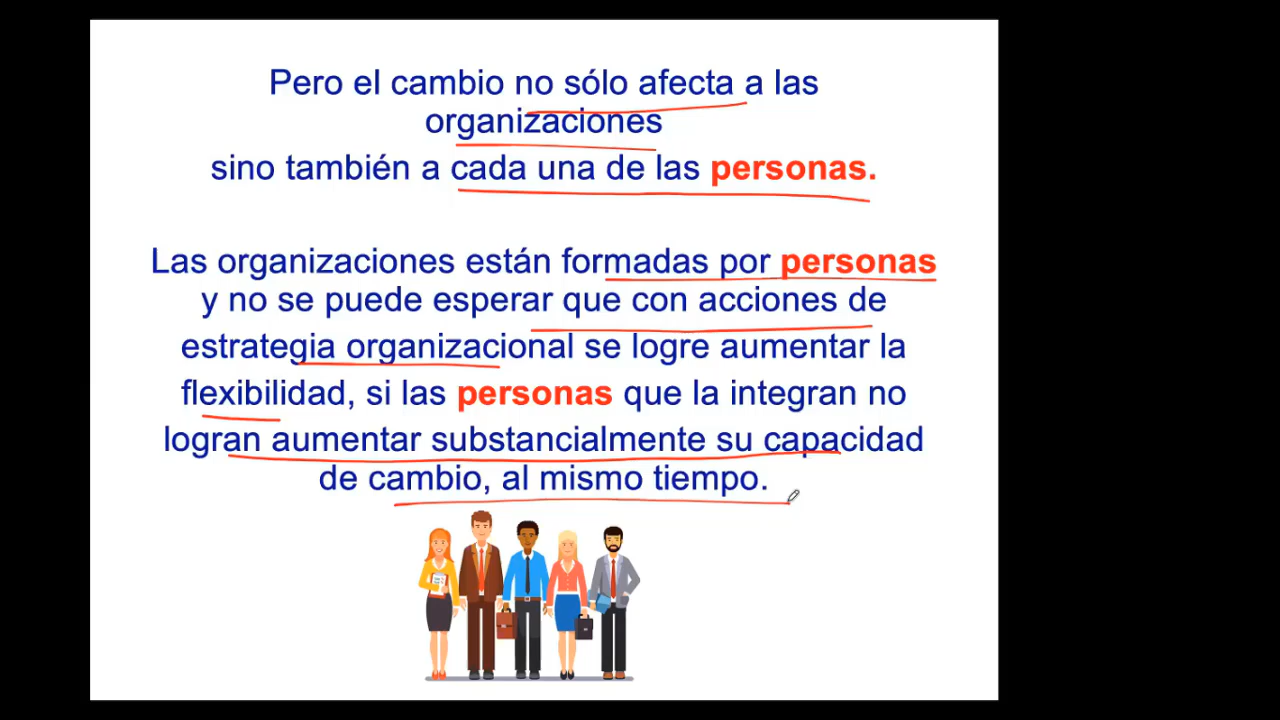 Pero el cambio no sólo afecta a las
organizaciones
sino también a cada una de las personas.
Las organizaciones están formadas por personas
y no se puede esperar que con acciones de
estrategia organizacional se logre aumentar la
flexibilidad, si las personas que la integran no
logran aumentar substancialmente su capacidad
de cambio, al mismo tiempo.